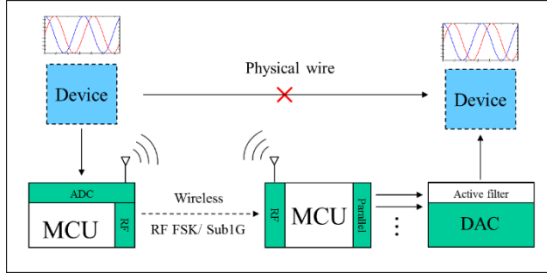 Physical wire
Device
Device
ADC
MCU
RF
Wireless
RF FSK/ Sub1G
RF
MCU
Parallel
Active filter
DAC